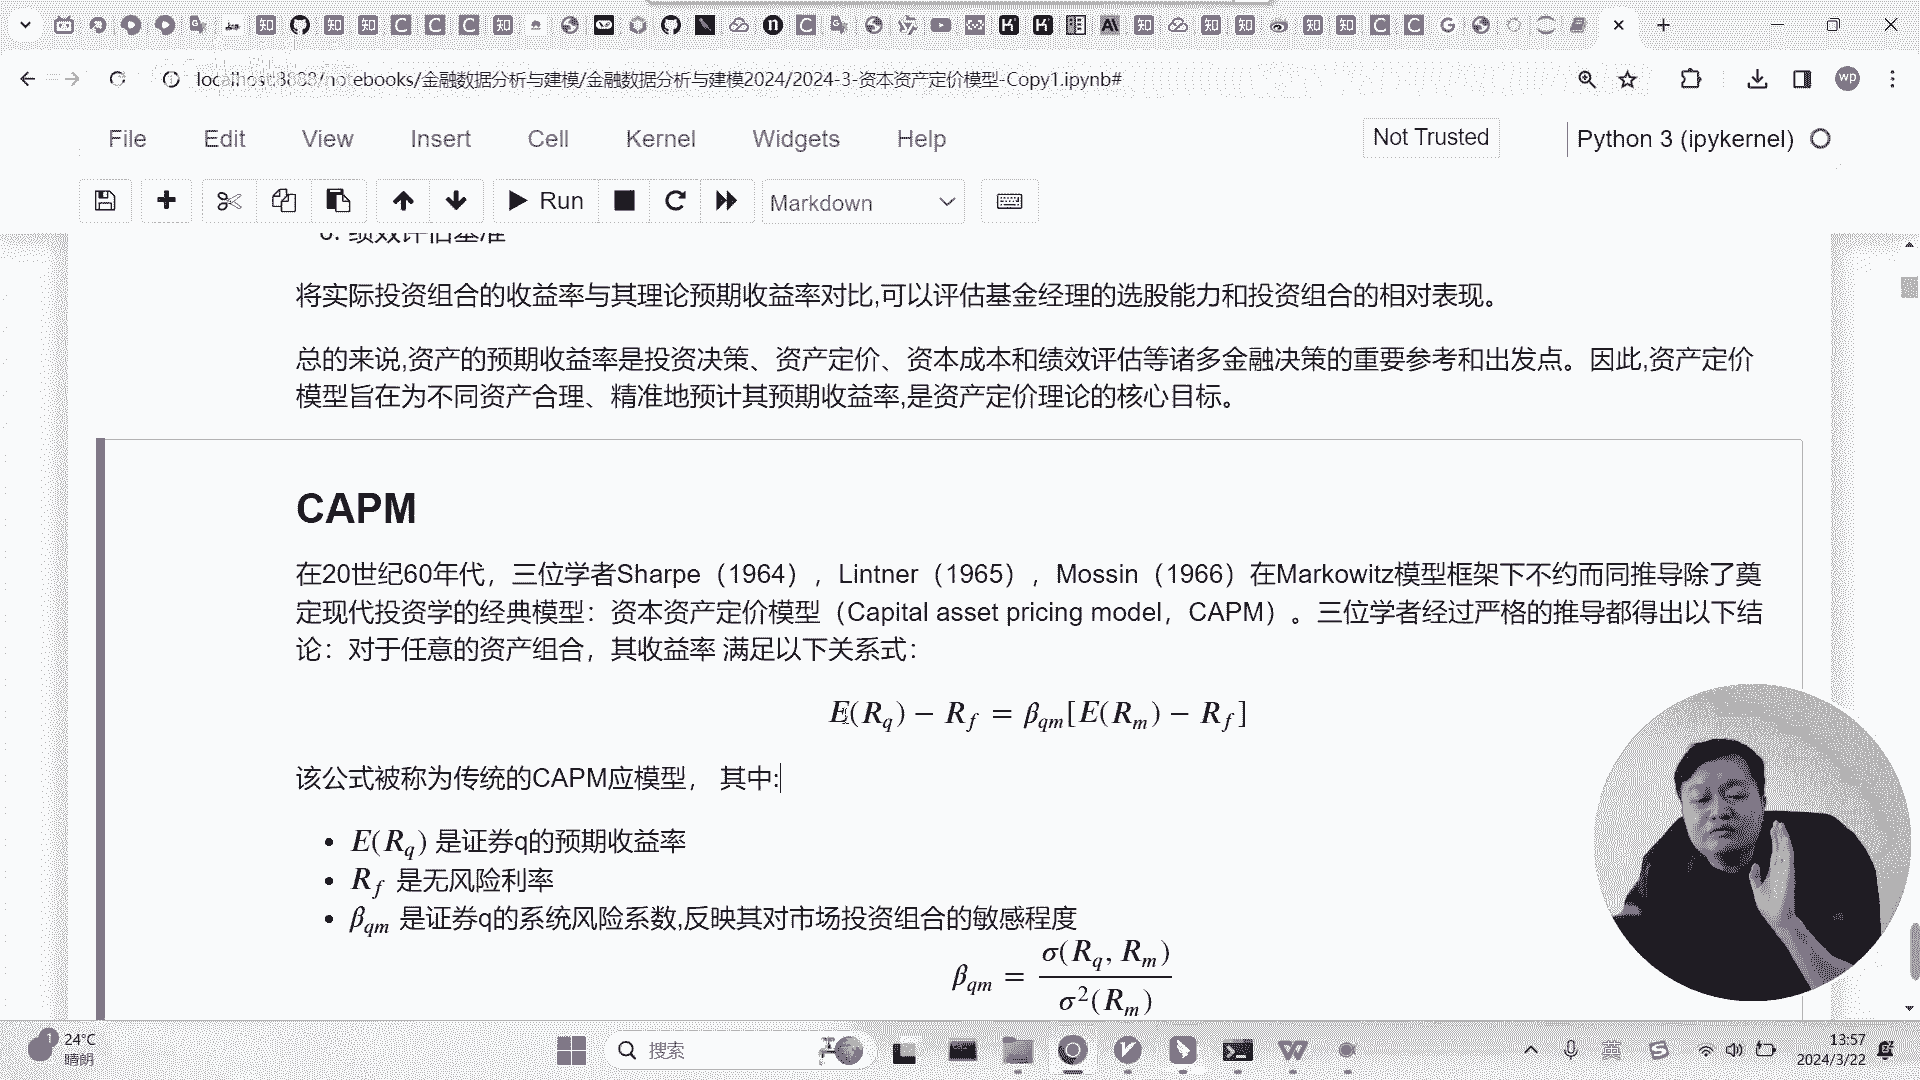 localhost:8888/notebooks/金融数据分析与建模/金融数据分析与建模2024/2024-3-资本资产定价模型-Copy1.ipynb#
wp
File Edit View Insert Cell Kernel Widgets Help
Not Trusted
Python 3 (ipykernel)
Run
Markdown
绩效评估基准
将实际投资组合的收益率与其理论预期收益率对比,可以评估基金经理的选股能力和投资组合的相对表现。
总的来说,资产的预期收益率是投资决策、资产定价、资本成本和绩效评估等诸多金融决策的重要参考和出发点。因此,资产定价
模型旨在为不同资产合理、精准地预计其预期收益率,是资产定价理论的核心目标。
CAPM
在20世纪60年代，三位学者Sharpe（1964），Lintner（1965），Mossin（1966）在Markowitz模型框架下不约而同推导除了奠
定现代投资学的经典模型：资本资产定价模型（Capital asset pricing model，CAPM）。三位学者经过严格的推导都得出以下结
论：对于任意的资产组合，其收益率 满足以下关系式：
E(R_q) − R_f = β_{qm}[E(R_m) − R_f]
该公式被称为传统的CAPM应模型， 其中:
• E(R_q) 是证券q的预期收益率
• R_f 是无风险利率
• β_{qm} 是证券q的系统风险系数,反映其对市场投资组合的敏感程度
β_{qm} = σ(R_q, R_m) / σ²(R_m)
1
24°C
晴朗
搜索
英
13:57
2024/3/22